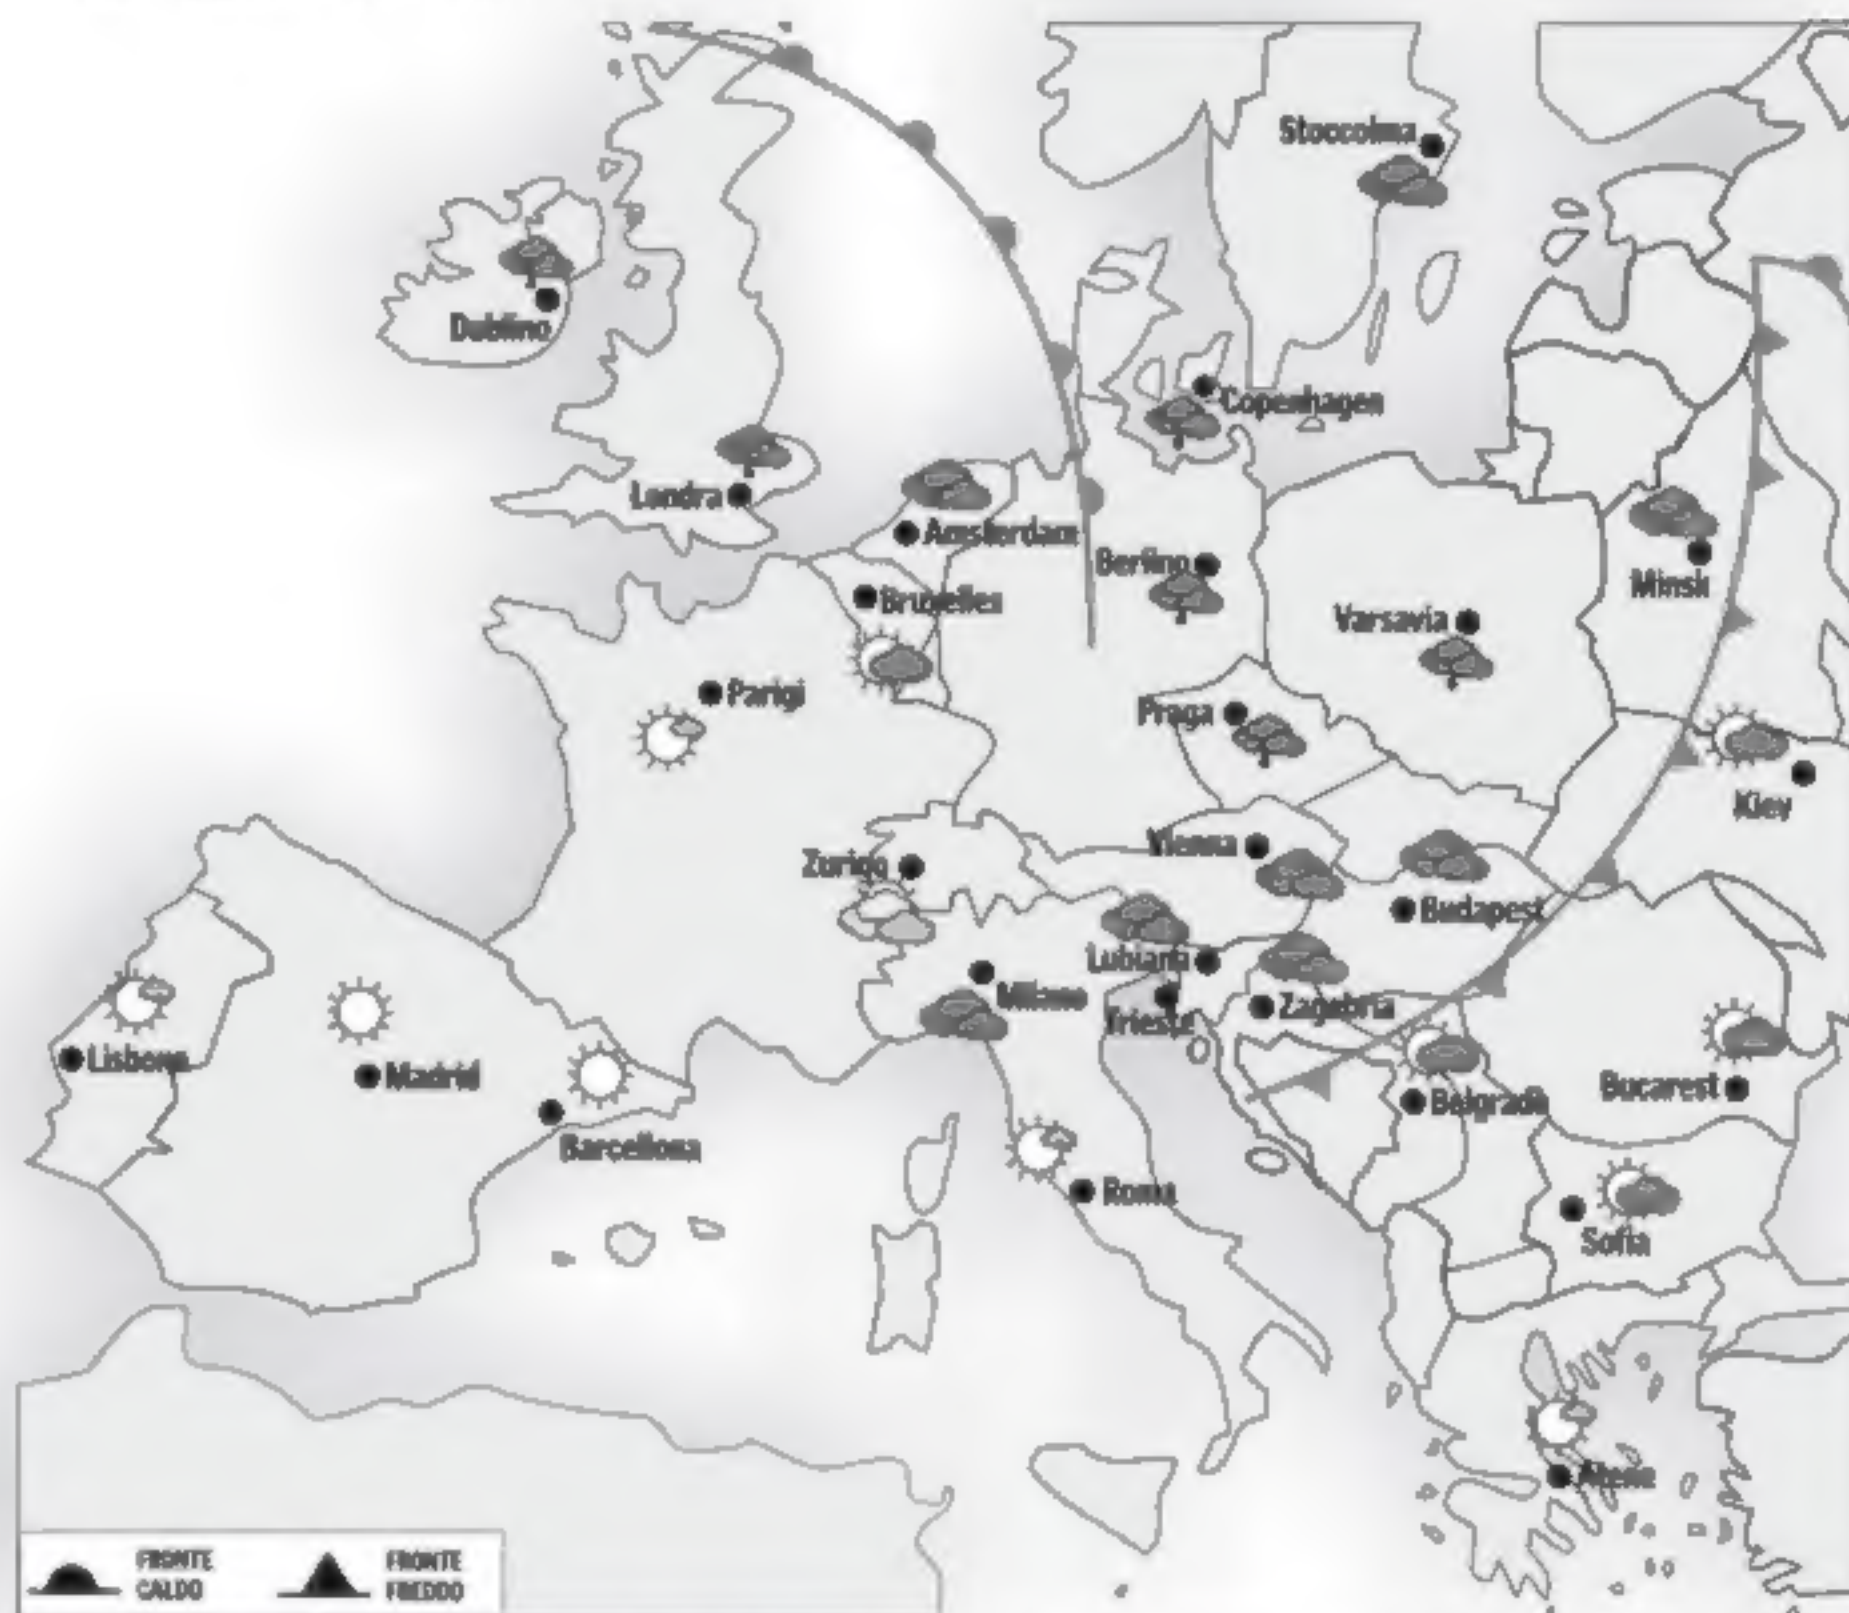 Stoccolma
Dublino
Copenhagen
Londra
Amsterdam
Berlino
Bruxelles
Minsk
Varsavia
Parigi
Praga
Kiev
Vienna
Zurigo
Budapest
Lubiana
Milano
Trieste
Zagabria
Lisbona
Madrid
Belgrado
Bucarest
Barcellona
Roma
Sofia
Atene
FRONTE
CALDO
FRONTE
FREDDO